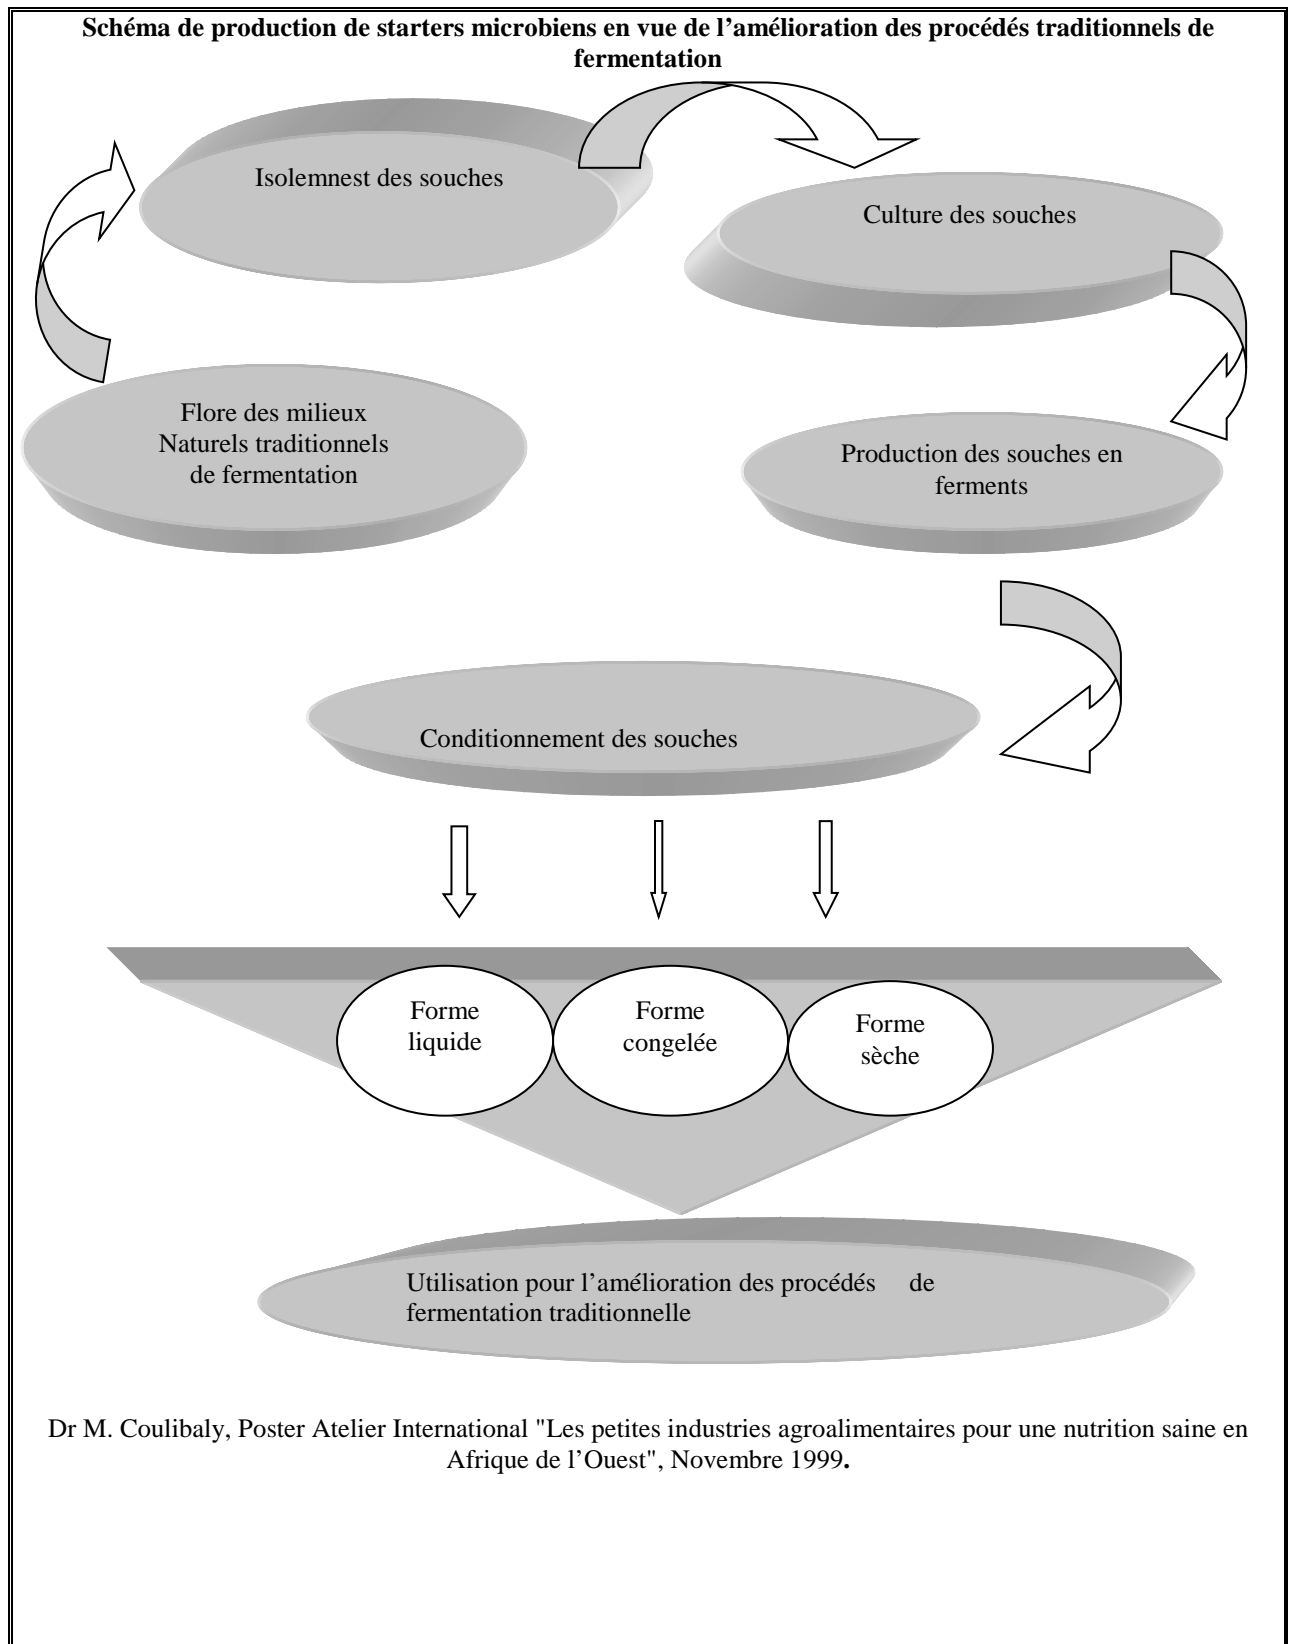 Schéma de production de starters microbiens en vue de l’amélioration des procédés traditionnels de
fermentation
Isolemnest des souches
Culture des souches
Flore des milieux
Naturels traditionnels
de fermentation
Production des souches en
ferments
Conditionnement des souches
Forme
liquide
Forme
congelée
Forme
sèche
Utilisation pour l’amélioration des procédés de
fermentation traditionnelle
Dr M. Coulibaly, Poster Atelier International "Les petites industries agroalimentaires pour une nutrition saine en
Afrique de l’Ouest", Novembre 1999.